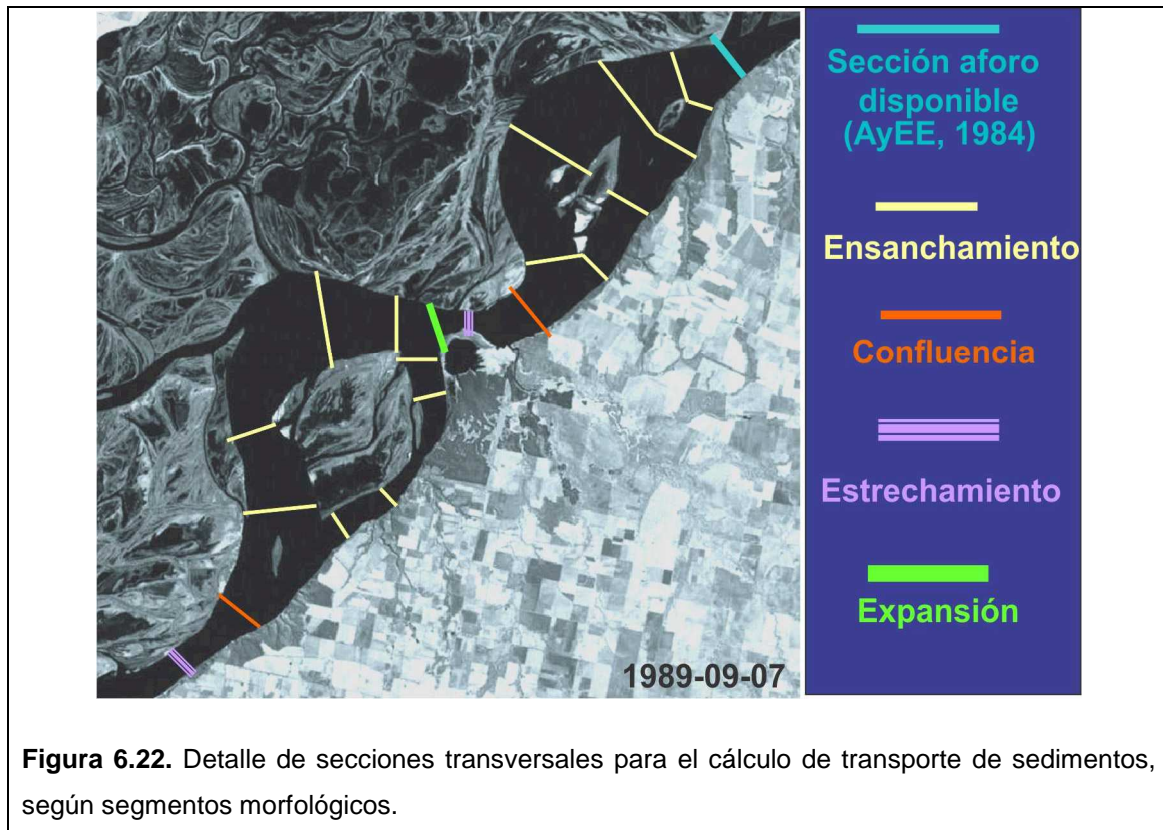 Sección aforo
disponible
(AyEE, 1984)
Ensanchamiento
Confluencia
Estrechamiento
Expansión
1989-09-07
Figura 6.22. Detalle de secciones transversales para el cálculo de transporte de sedimentos,
según segmentos morfológicos.